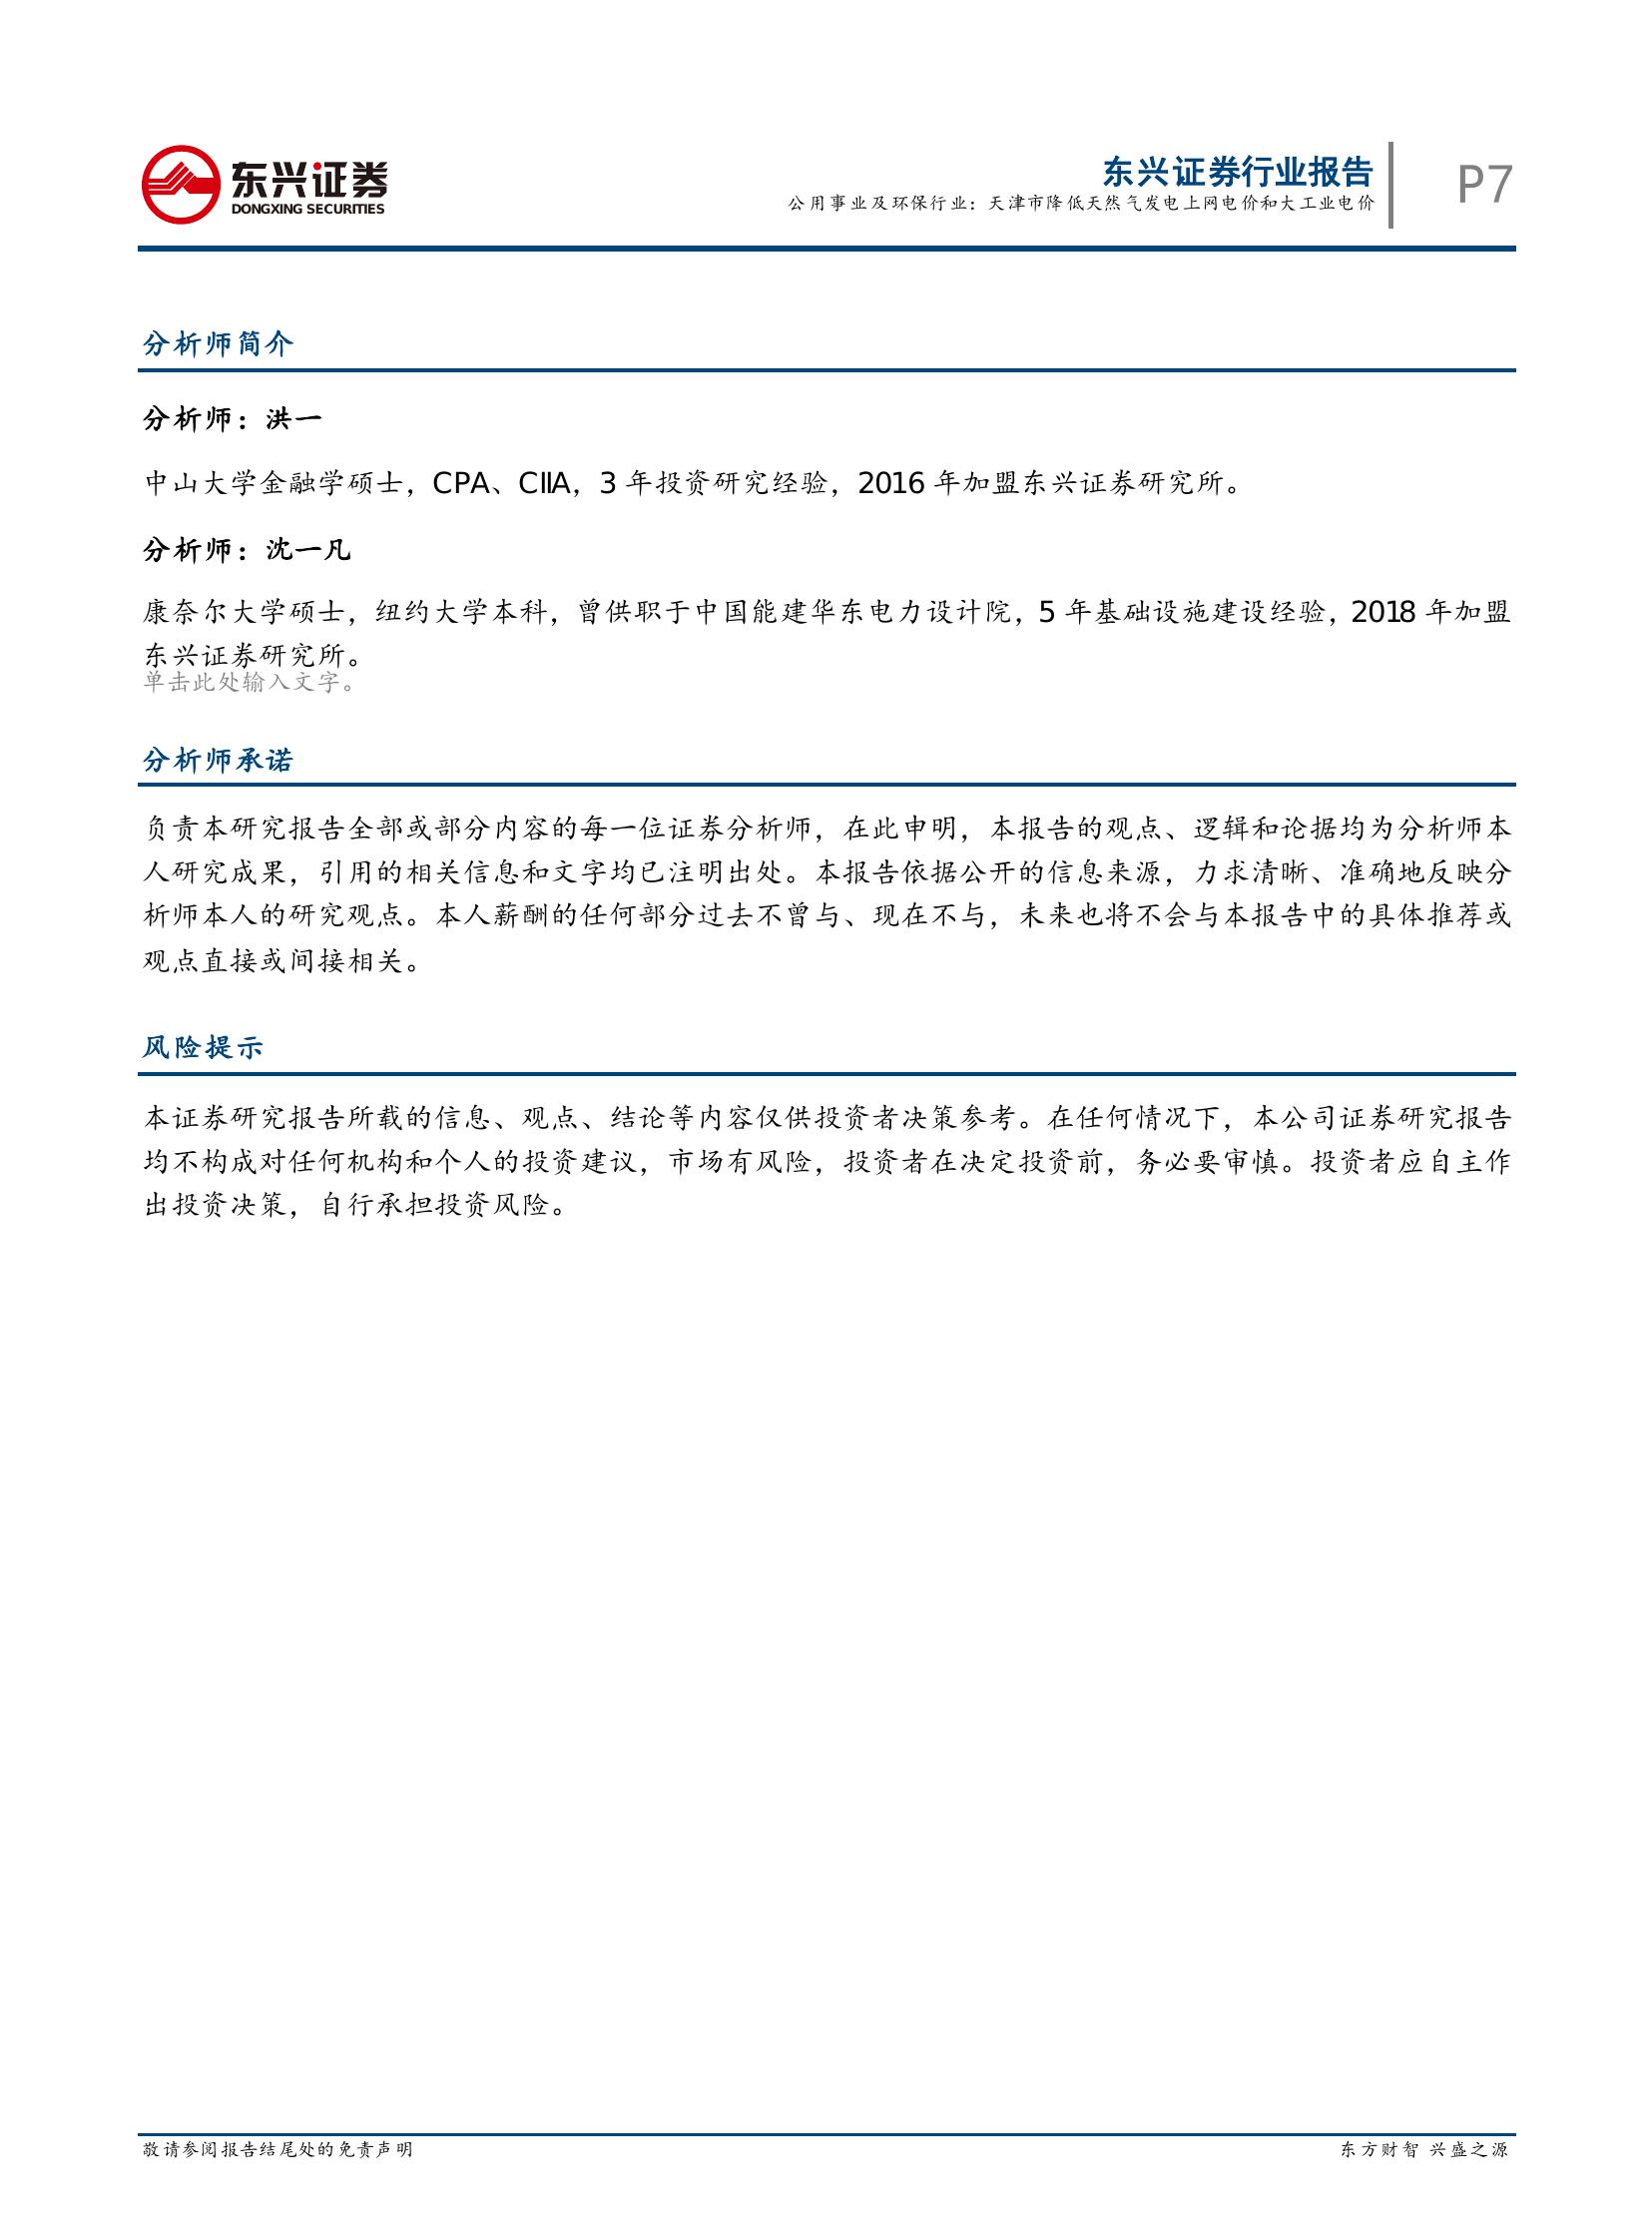 东兴证券
DONGXING SECURITIES
东兴证券行业报告
公用事业及环保行业：天津市降低天然气发电上网电价和大工业电价
P7
分析师简介
分析师：洪一
中山大学金融学硕士，CPA、CIIA，3 年投资研究经验，2016 年加盟东兴证券研究所。
分析师：沈一凡
康奈尔大学硕士，纽约大学本科，曾供职于中国能建华东电力设计院，5 年基础设施建设经验，2018 年加盟
东兴证券研究所。
单击此处输入文字。
分析师承诺
负责本研究报告全部或部分内容的每一位证券分析师，在此申明，本报告的观点、逻辑和论据均为分析师本
人研究成果，引用的相关信息和文字均已注明出处。本报告依据公开的信息来源，力求清晰、准确地反映分
析师本人的研究观点。本人薪酬的任何部分过去不曾与、现在不与，未来也将不会与本报告中的具体推荐或
观点直接或间接相关。
风险提示
本证券研究报告所载的信息、观点、结论等内容仅供投资者决策参考。在任何情况下，本公司证券研究报告
均不构成对任何机构和个人的投资建议，市场有风险，投资者在决定投资前，务必要审慎。投资者应自主作
出投资决策，自行承担投资风险。
敬请参阅报告结尾处的免责声明
东方财智 兴盛之源